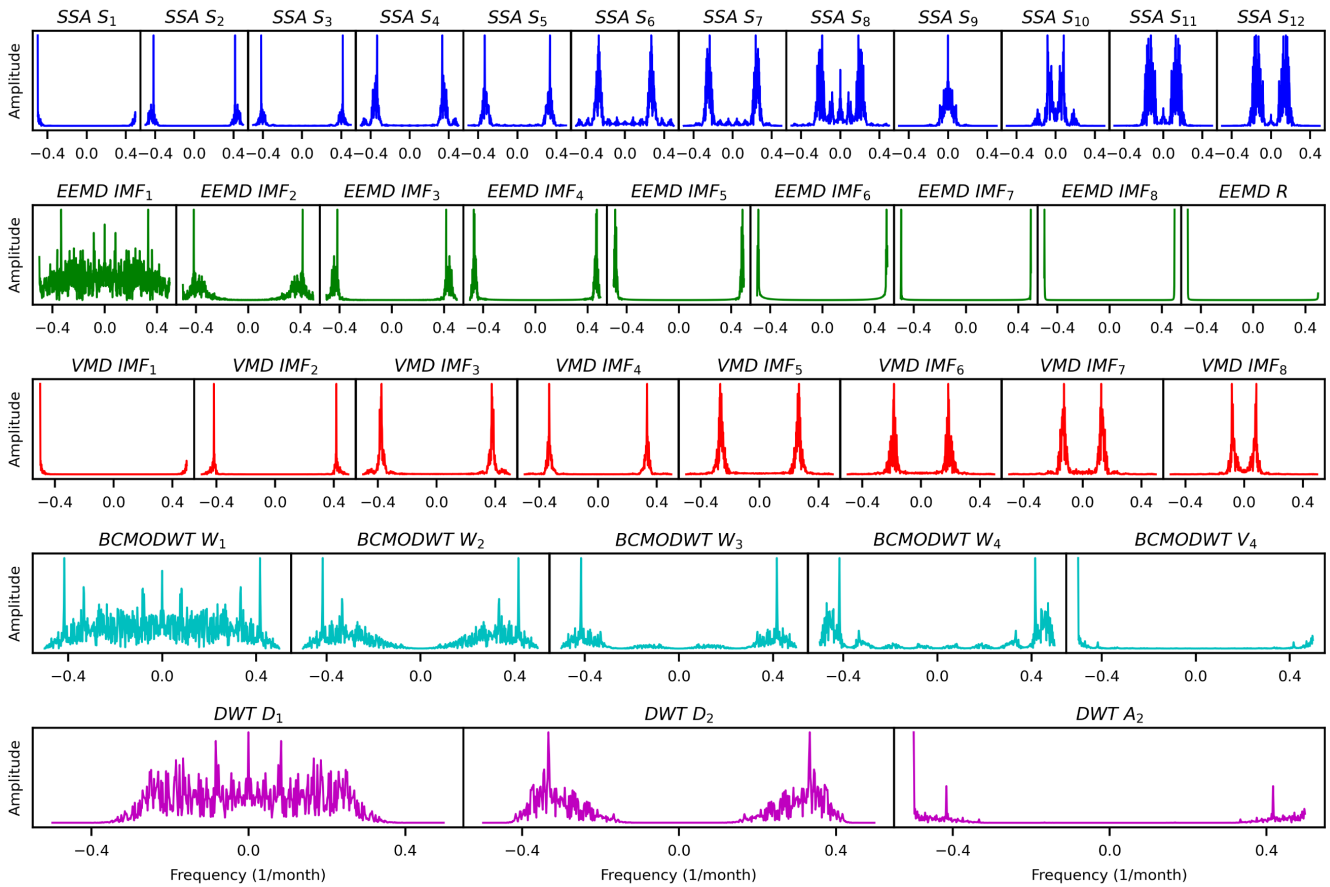 SSA S₁ SSA S₂ SSA S₃ SSA S₄ SSA S₅ SSA S₆ SSA S₇ SSA S₈ SSA S₉ SSA S₁₀ SSA S₁₁ SSA S₁₂
Amplitude
−0.4 0.0 0.4 −0.4 0.0 0.4 −0.4 0.0 0.4 −0.4 0.0 0.4 −0.4 0.0 0.4 −0.4 0.0 0.4 −0.4 0.0 0.4 −0.4 0.0 0.4 −0.4 0.0 0.4 −0.4 0.0 0.4 −0.4 0.0 0.4 −0.4 0.0 0.4
EEMD IMF₁ EEMD IMF₂ EEMD IMF₃ EEMD IMF₄ EEMD IMF₅ EEMD IMF₆ EEMD IMF₇ EEMD IMF₈ EEMD R
Amplitude
−0.4 0.0 0.4 −0.4 0.0 0.4 −0.4 0.0 0.4 −0.4 0.0 0.4 −0.4 0.0 0.4 −0.4 0.0 0.4 −0.4 0.0 0.4 −0.4 0.0 0.4 −0.4 0.0 0.4
VMD IMF₁ VMD IMF₂ VMD IMF₃ VMD IMF₄ VMD IMF₅ VMD IMF₆ VMD IMF₇ VMD IMF₈
Amplitude
−0.4 0.0 0.4 −0.4 0.0 0.4 −0.4 0.0 0.4 −0.4 0.0 0.4 −0.4 0.0 0.4 −0.4 0.0 0.4 −0.4 0.0 0.4 −0.4 0.0 0.4
BCMODWT W₁ BCMODWT W₂ BCMODWT W₃ BCMODWT W₄ BCMODWT V₄
Amplitude
−0.4 0.0 0.4 −0.4 0.0 0.4 −0.4 0.0 0.4 −0.4 0.0 0.4 −0.4 0.0 0.4
DWT D₁ DWT D₂ DWT A₂
Amplitude
−0.4 0.0 0.4 −0.4 0.0 0.4 −0.4 0.0 0.4
Frequency (1/month) Frequency (1/month) Frequency (1/month)